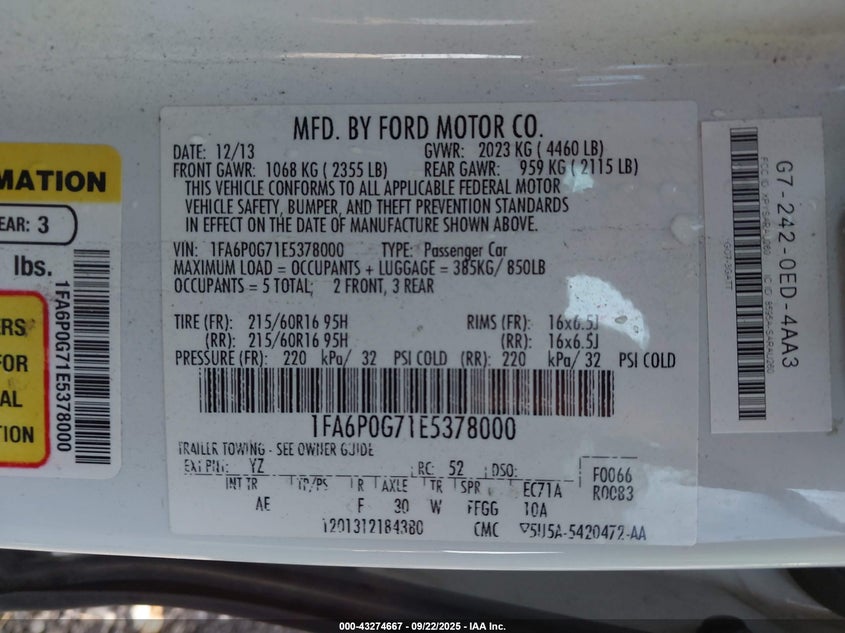 MFD. BY FORD MOTOR CO.
DATE: 12/13 GVWR: 2023 KG ( 4460 LB)
FRONT GAWR: 1068 KG ( 2355 LB) REAR GAWR: 959 KG ( 2115 LB)
THIS VEHICLE CONFORMS TO ALL APPLICABLE FEDERAL MOTOR
VEHICLE SAFETY, BUMPER, AND THEFT PREVENTION STANDARDS
IN EFFECT ON THE DATE OF MANUFACTURE SHOWN ABOVE.
VIN: 1FA6P0G71E5378000 TYPE: Passenger Car
MAXIMUM LOAD = OCCUPANTS + LUGGAGE = 385KG/ 850LB
OCCUPANTS = 5 TOTAL; 2 FRONT, 3 REAR
TIRE (FR): 215/60R16 95H RIMS (FR): 16x6.5J
(RR): 215/60R16 95H (RR): 16x6.5J
PRESSURE (FR): 220 kPa/ 32 PSI COLD (RR): 220 kPa/ 32 PSI COLD
1FA6P0G71E5378000
TRAILER TOWING - SEE OWNER GUIDE
EXT PNT: YZ RC: 52 DSO: F0066
INT TR TP/PS R AXLE TR SPR EC71A R0083
AE F 30 W FFGG 10A
1201312184380 CMC 5U5A-5420472-AA
MATION
EAR: 3
lbs.
ERS
FOR
AL
TION
1FA6P0G71E5378000
G7-242-0ED-4AA3
000-43274667 - 09/22/2025 - IAA Inc.